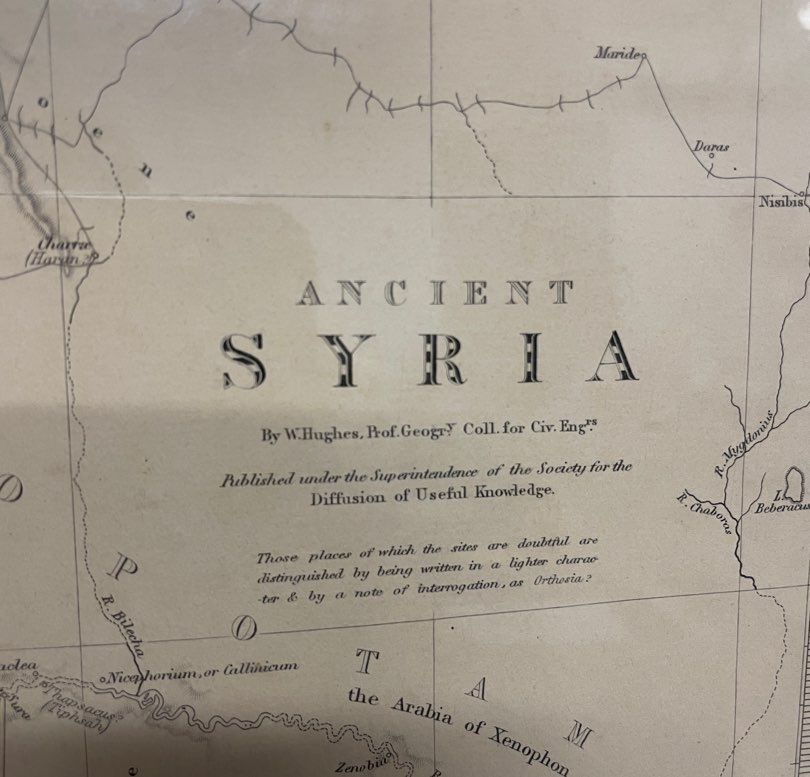 Maride
o
e
n
e
Daras
Nisibis
Charræ
(Haran?)
ANCIENT
SYRIA
By W. Hughes, Prof. Geogry Coll. for Civ. Engrs.
Published under the Superintendence of the Society for the
Diffusion of Useful Knowledge.
R. Mygdonius
R. Chaboras
L.
Beberacus
O
Those places of which the sites are doubtful are
distinguished by being written in a lighter charac-
-ter & by a note of interrogation, as Orthosia?
P
R. Bilecha
O
T
A
M
aclea
Nicephorium, or Callinicum
Thapsacus?
(Tiphsah)
Sura
the Arabia of Xenophon
Zenobia
e